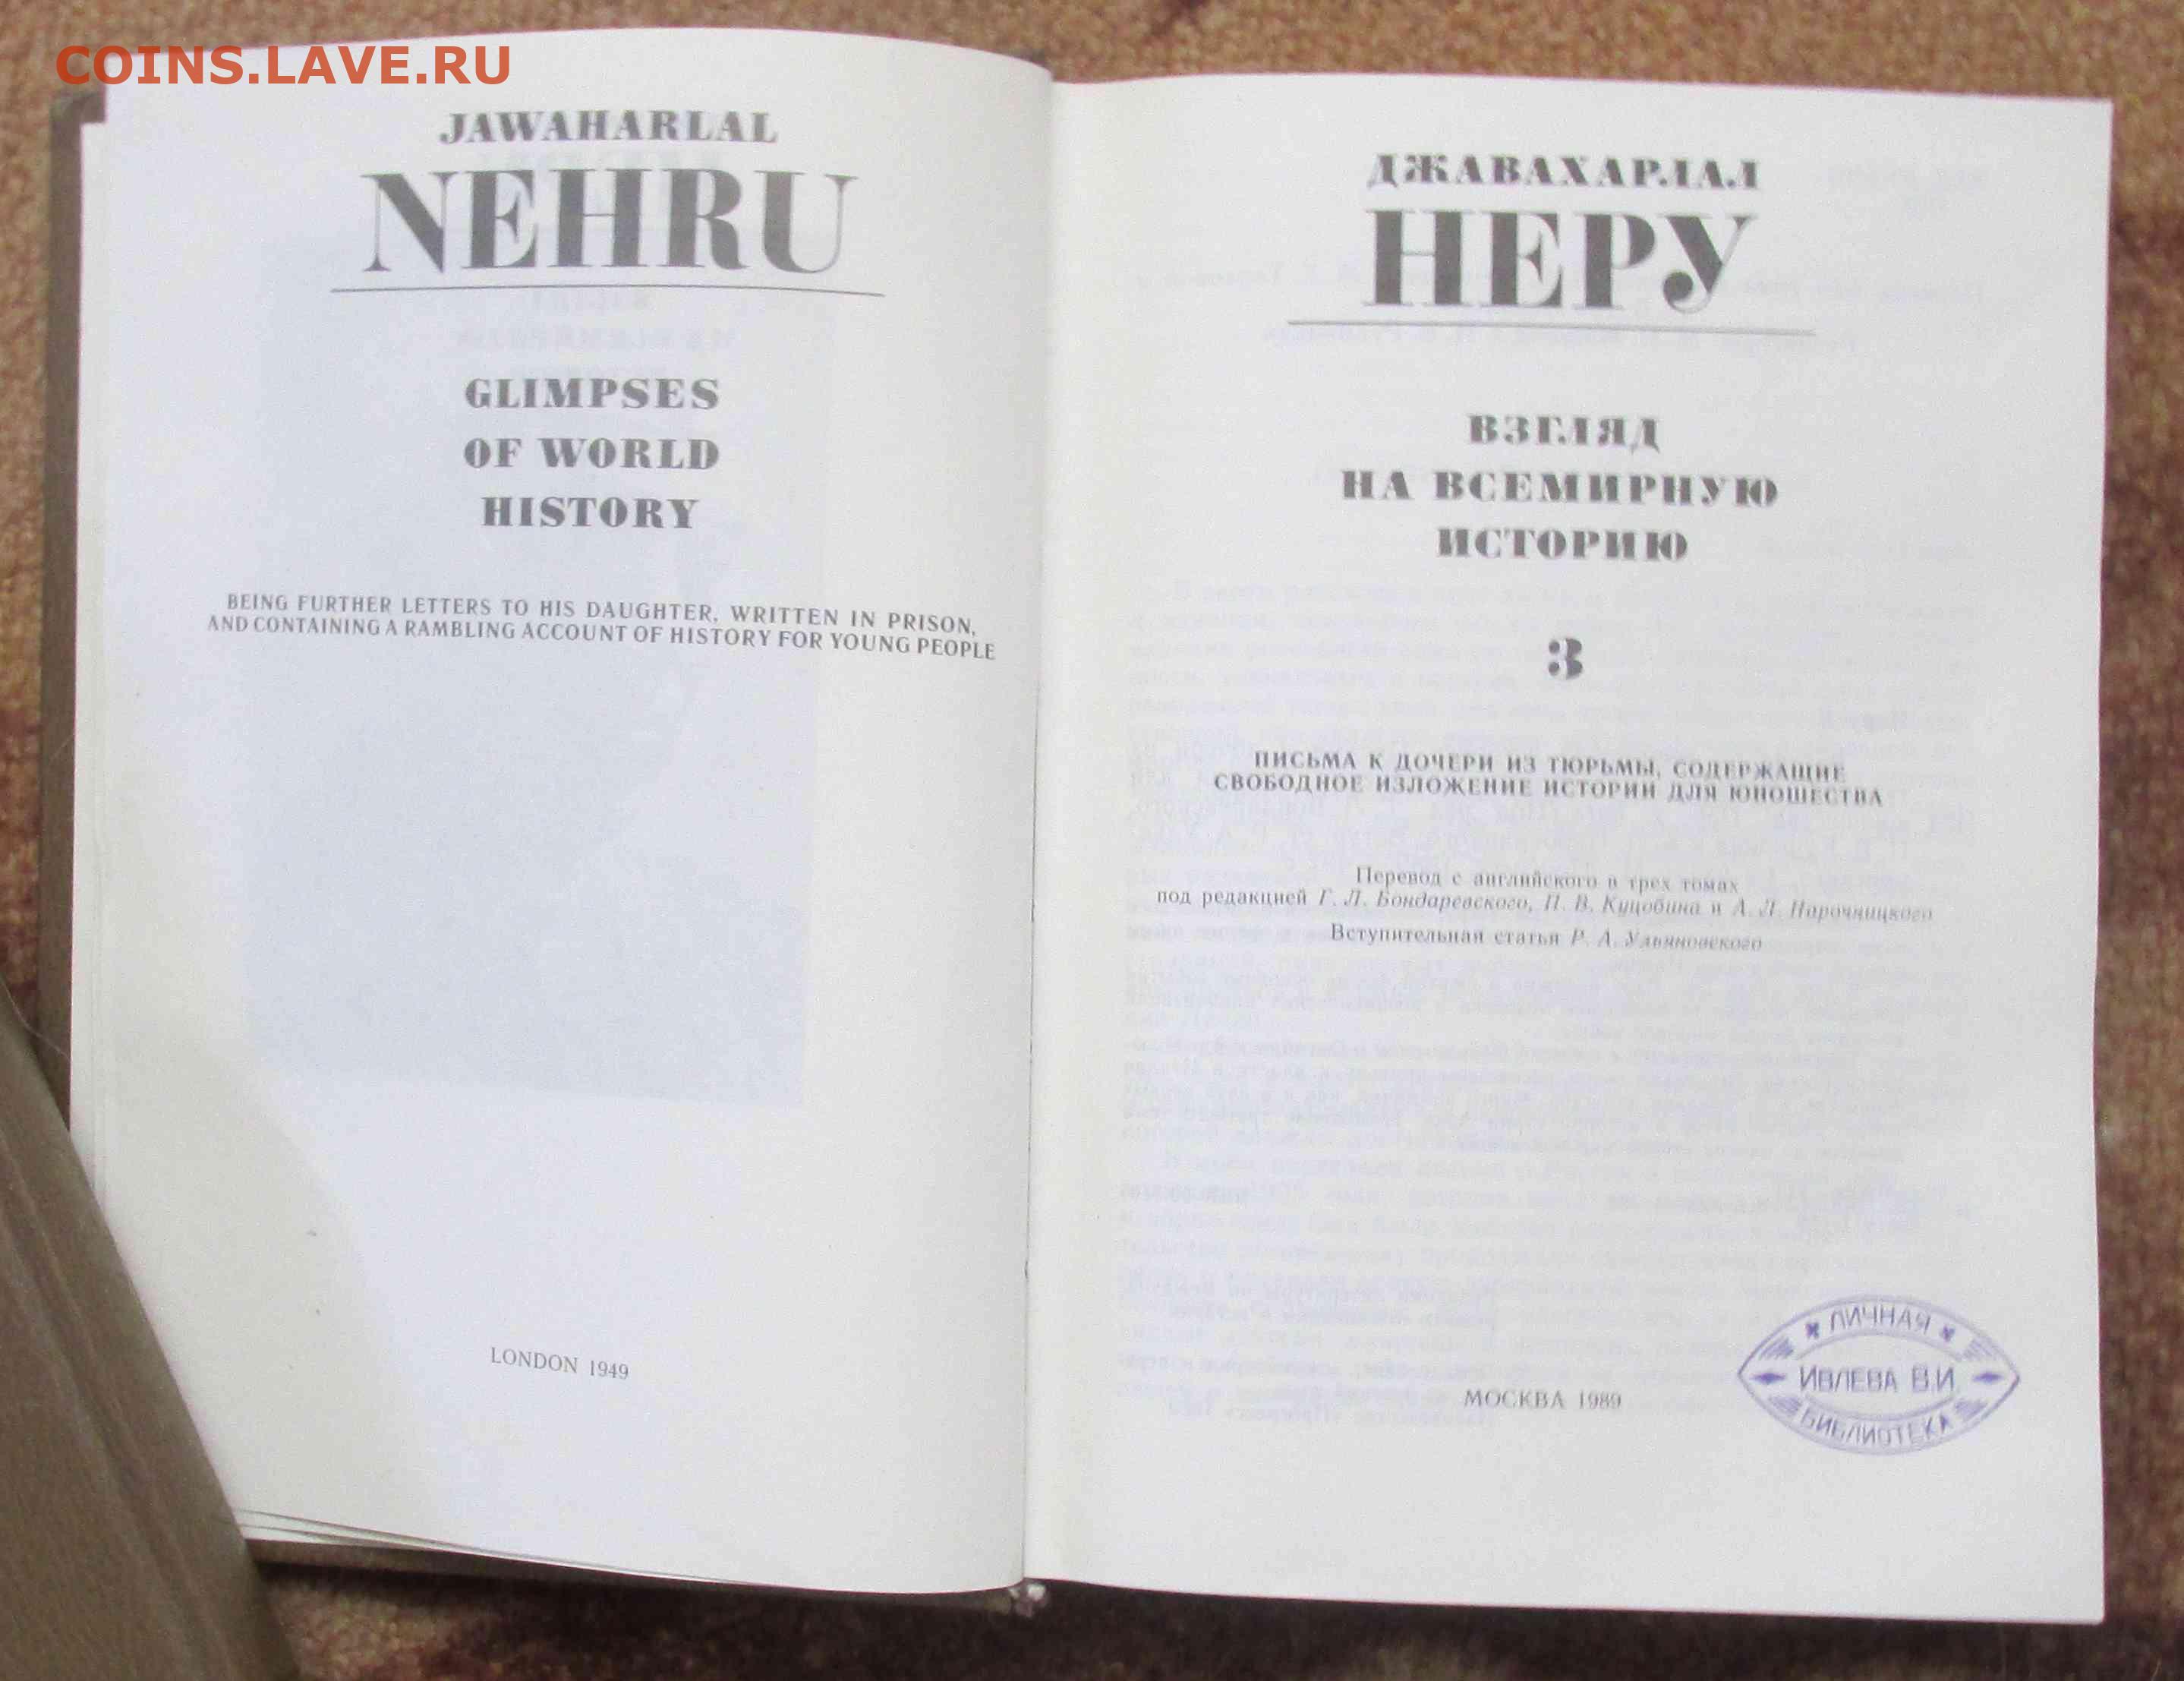 COINS.LAVE.RU
JAWAHARLAL
NEHRU
GLIMPSES
OF WORLD
HISTORY
BEING FURTHER LETTERS TO HIS DAUGHTER, WRITTEN IN PRISON,
AND CONTAINING A RAMBLING ACCOUNT OF HISTORY FOR YOUNG PEOPLE
LONDON 1949
ДЖАВАХАРЛАЛ
НЕРУ
ВЗГЛЯД
НА ВСЕМИРНУЮ
ИСТОРИЮ
3
ПИСЬМА К ДОЧЕРИ ИЗ ТЮРЬМЫ, СОДЕРЖАЩИЕ
СВОБОДНОЕ ИЗЛОЖЕНИЕ ИСТОРИИ ДЛЯ ЮНОШЕСТВА
Перевод с английского в трех томах
под редакцией Г. Л. Бондаревского, П. В. Куцобина и А. Л. Нарочницкого
Вступительная статья Р. А. Ульяновского
МОСКВА 1989
ЛИЧНАЯ
ИВЛЕВА В.И.
БИБЛИОТЕКА